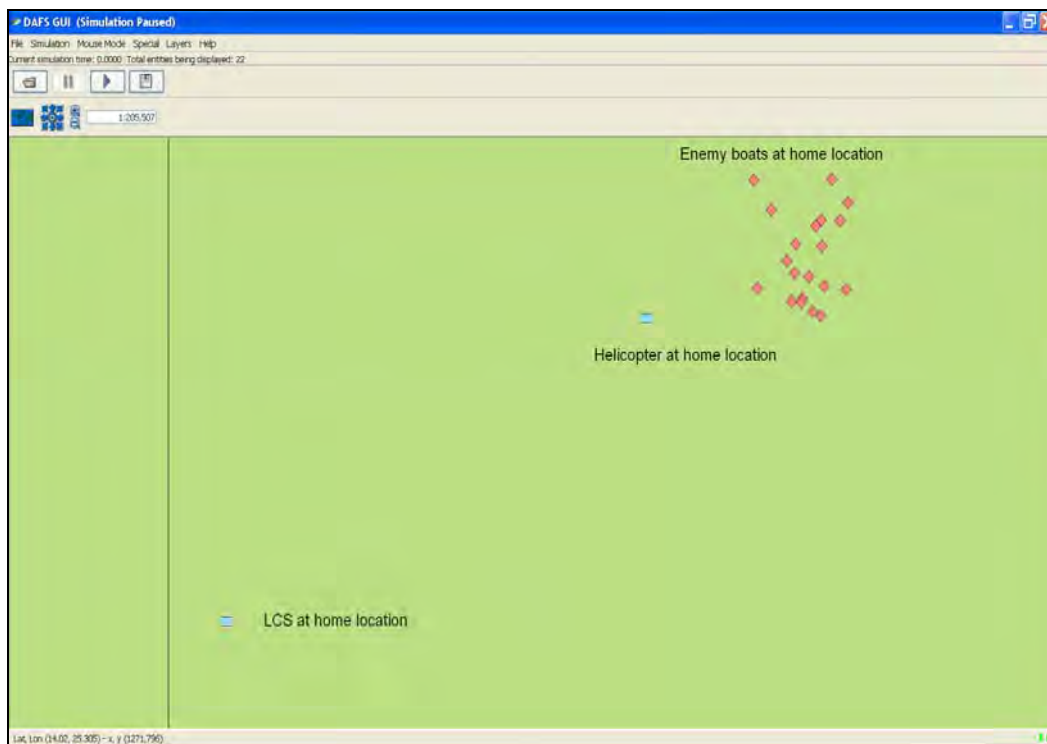 DAFS GUI (Simulation Paused)
File Simulation Mouse Mode Special Layers Help
Current simulation time: 0.0000 Total entities being displayed: 22
1:205,507
Enemy boats at home location
Helicopter at home location
LCS at home location
Lat, Lon (14.02, 25.305) - x, y (1271,796)